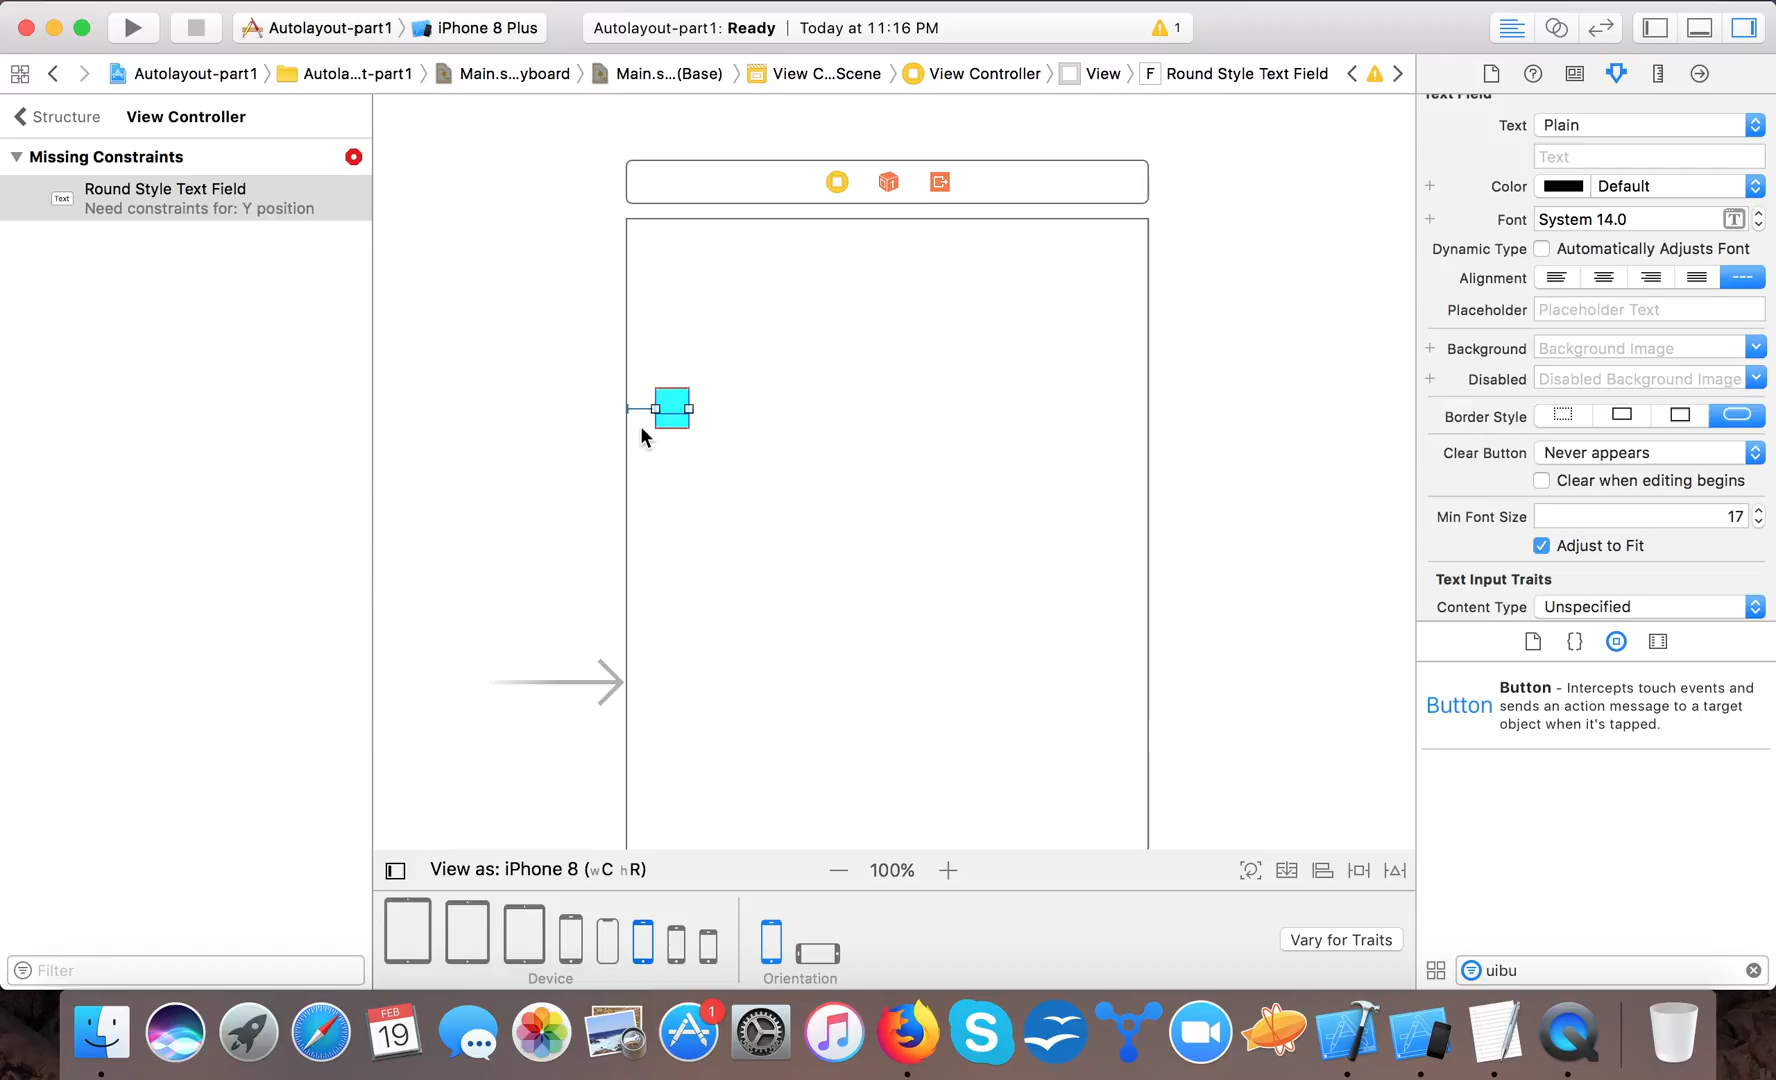 Autolayout-part1 iPhone 8 Plus
Autolayout-part1: Ready Today at 11:16 PM 1
Autolayout-part1 Autola...t-part1 Main.s...yboard Main.s...(Base) View C...Scene View Controller View F Round Style Text Field
Structure View Controller
Missing Constraints
Text Round Style Text Field
Need constraints for: Y position
Text Field
Text Plain
Text
Color Default
Font System 14.0 T
Dynamic Type Automatically Adjusts Font
Alignment
Placeholder Placeholder Text
Background Background Image
Disabled Disabled Background Image
Border Style
Clear Button Never appears
Clear when editing begins
Min Font Size 17
Adjust to Fit
Text Input Traits
Content Type Unspecified
{}
Button Button - Intercepts touch events and
sends an action message to a target
object when it's tapped.
View as: iPhone 8 (wC hR) 100%
Vary for Traits
Device Orientation
Filter
uibu
FEB
19
1